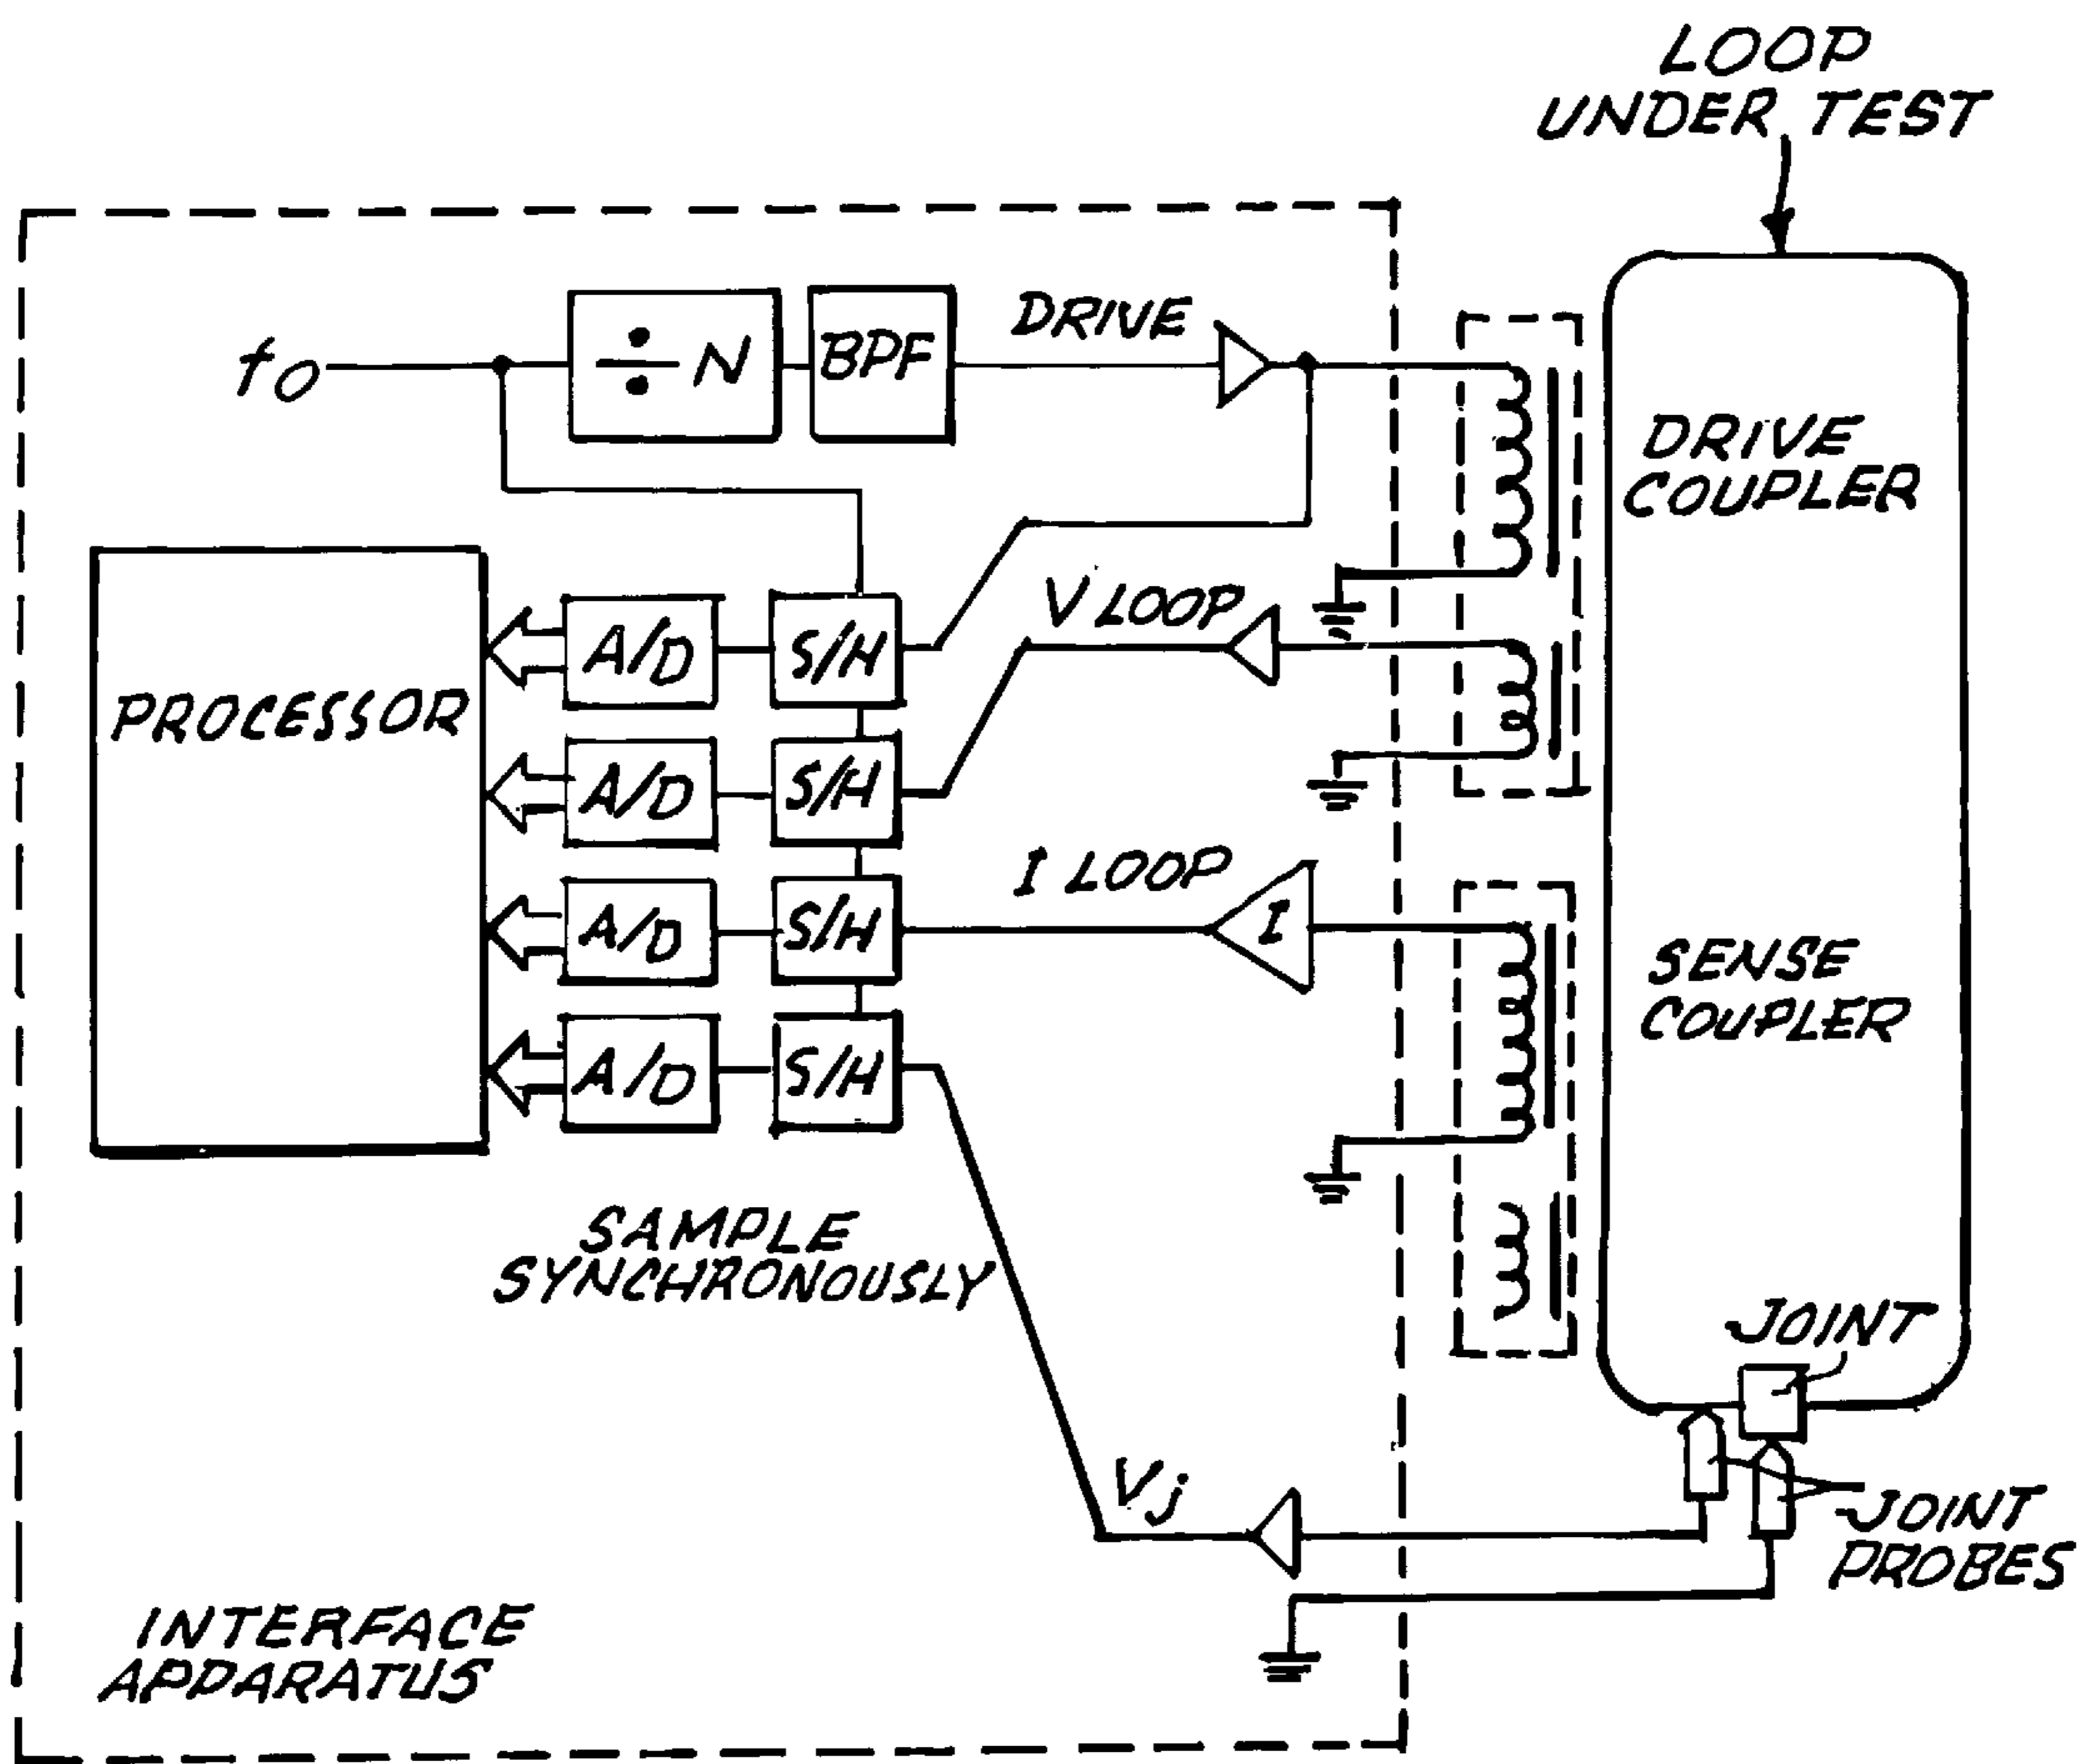 LOOP
UNDER TEST
fo
÷ N
BPF
DRIVE
DRIVE
COUPLER
V LOOP
PROCESSOR
A/D
S/H
A/D
S/H
I LOOP
I
A/D
S/H
SENSE
COUPLER
A/D
S/H
SAMPLE
SYNCHRONOUSLY
JOINT
Vj
JOINT
PROBES
INTERFACE
APPARATUS